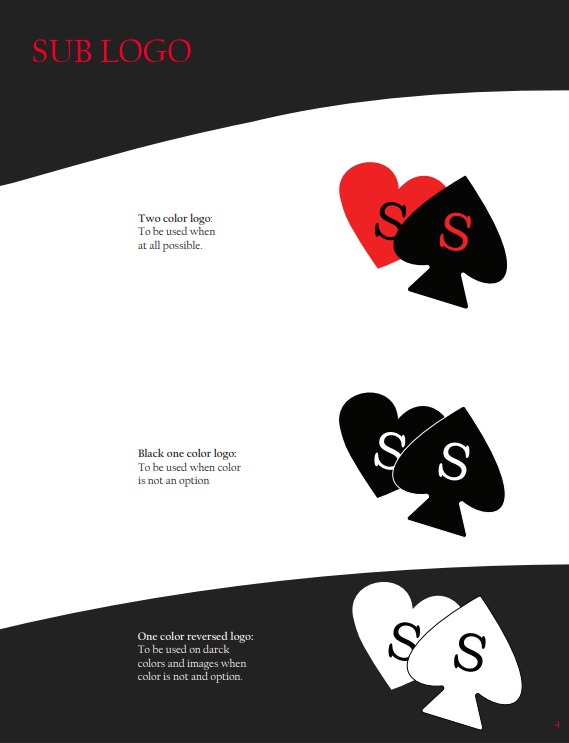 SUB LOGO
S S
Two color logo:
To be used when
at all possible.
S S
Black one color logo:
To be used when color
is not an option
S S
One color reversed logo:
To be used on darck
colors and images when
color is not and option.
4